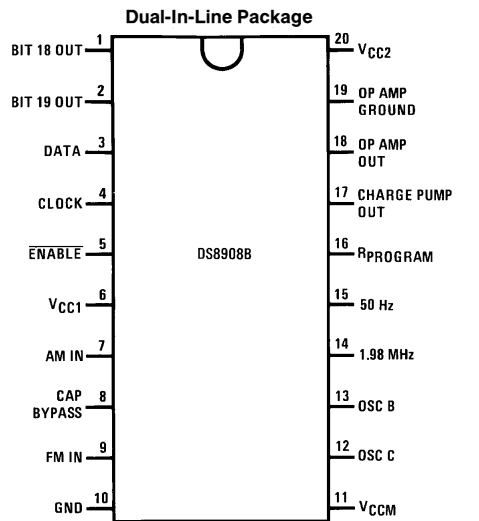 Dual-In-Line Package
BIT 18 OUT 1
BIT 19 OUT 2
DATA 3
CLOCK 4
ENABLE 5
VCC1 6
AM IN 7
CAP 8
BYPASS
FM IN 9
GND 10
DS8908B
20 VCC2
19 OP AMP
GROUND
18 OP AMP
OUT
17 CHARGE PUMP
OUT
16 RPROGRAM
15 50 Hz
14 1.98 MHz
13 OSC B
12 OSC C
11 VCCM